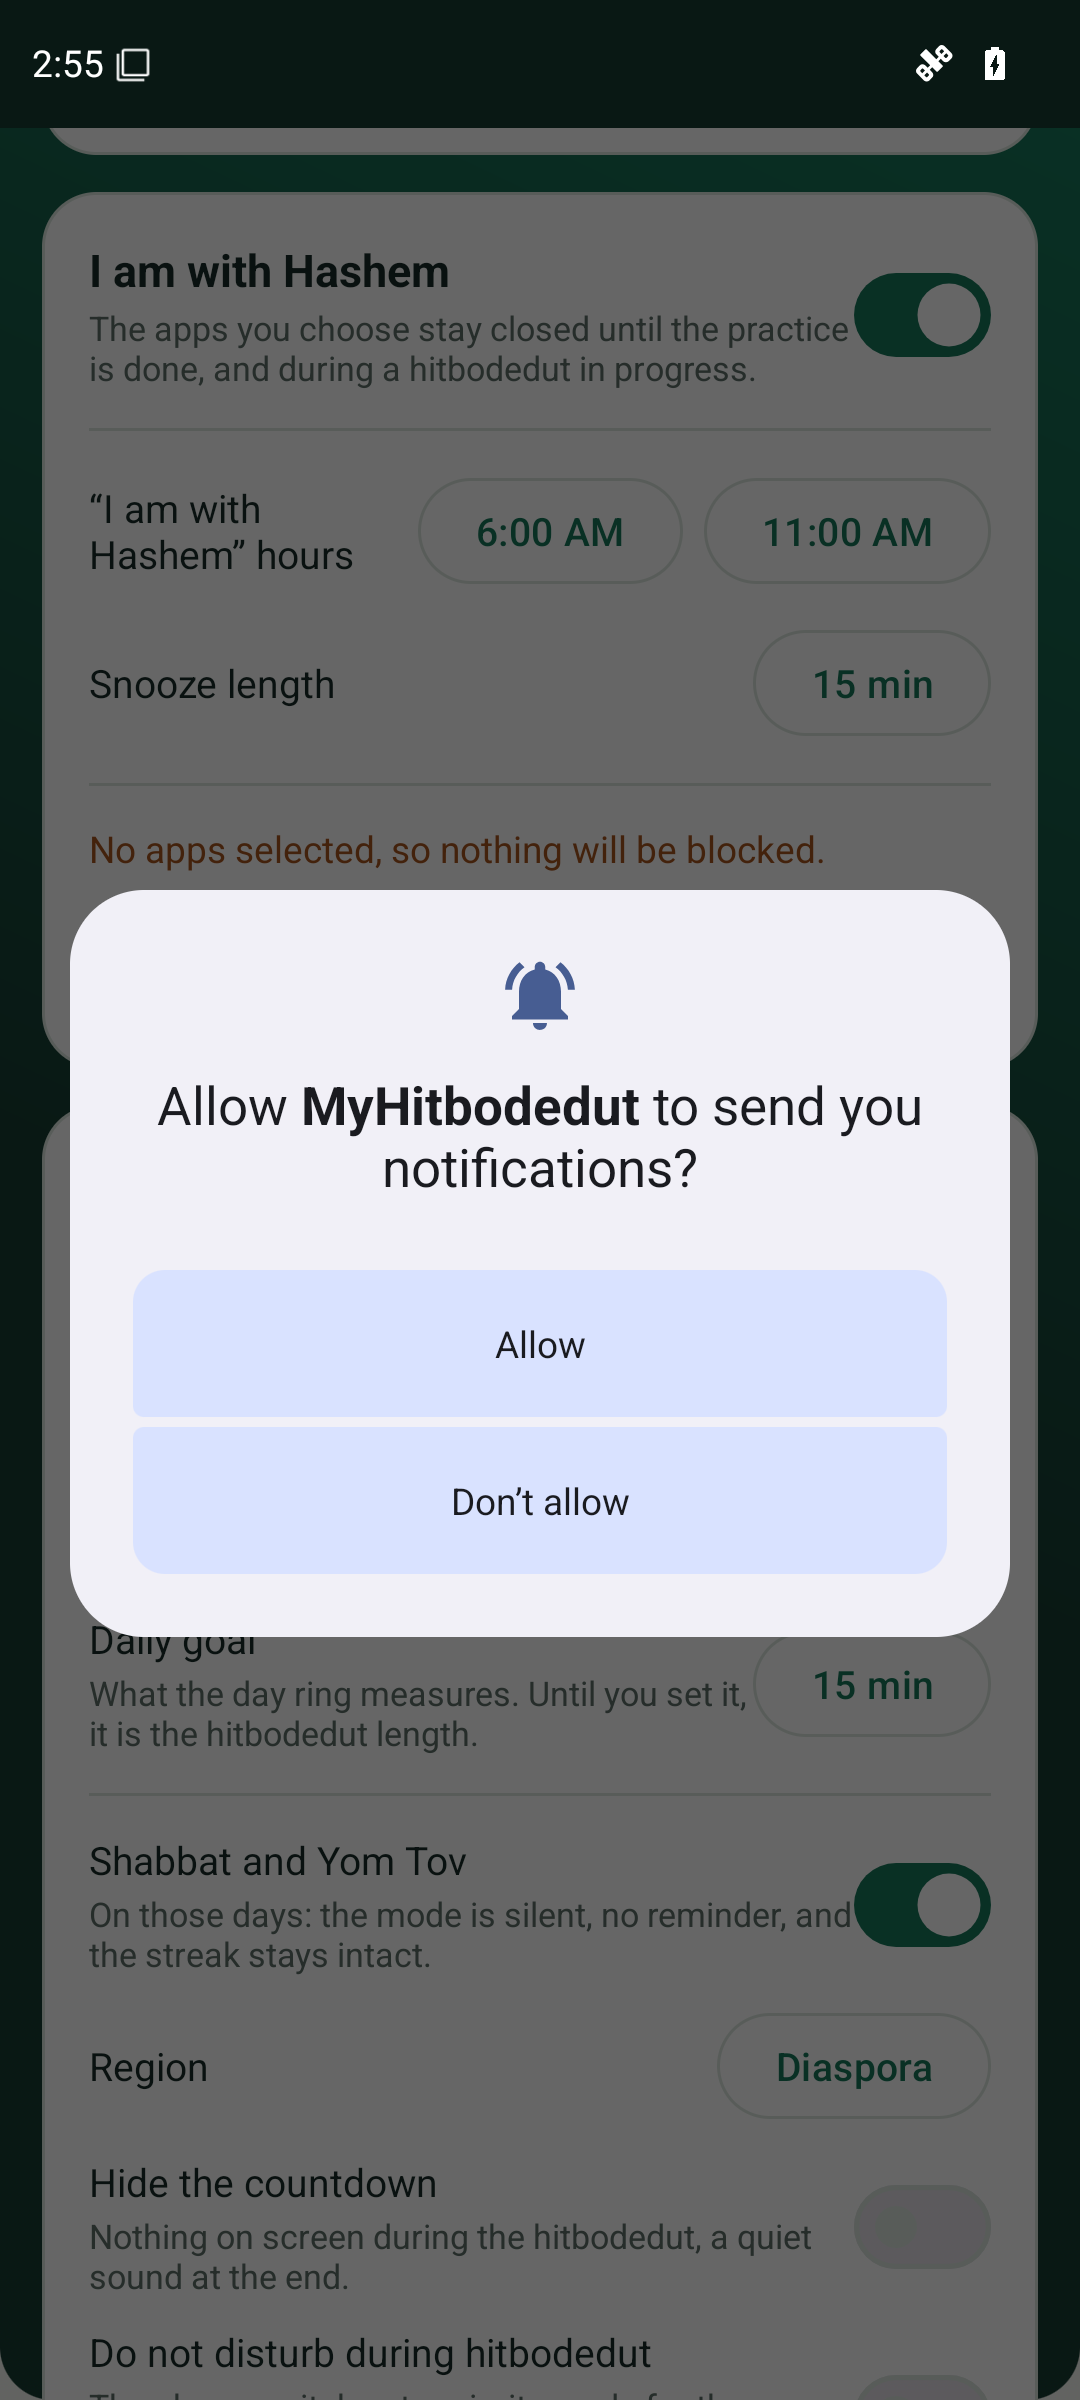 2:55
I am with Hashem
The apps you choose stay closed until the practice
is done, and during a hitbodedut in progress.
“I am with
Hashem” hours
6:00 AM
11:00 AM
Snooze length
15 min
No apps selected, so nothing will be blocked.
Allow MyHitbodedut to send you
notifications?
Allow
Don’t allow
Daily goal
What the day ring measures. Until you set it,
it is the hitbodedut length.
15 min
Shabbat and Yom Tov
On those days: the mode is silent, no reminder, and
the streak stays intact.
Region
Diaspora
Hide the countdown
Nothing on screen during the hitbodedut, a quiet
sound at the end.
Do not disturb during hitbodedut